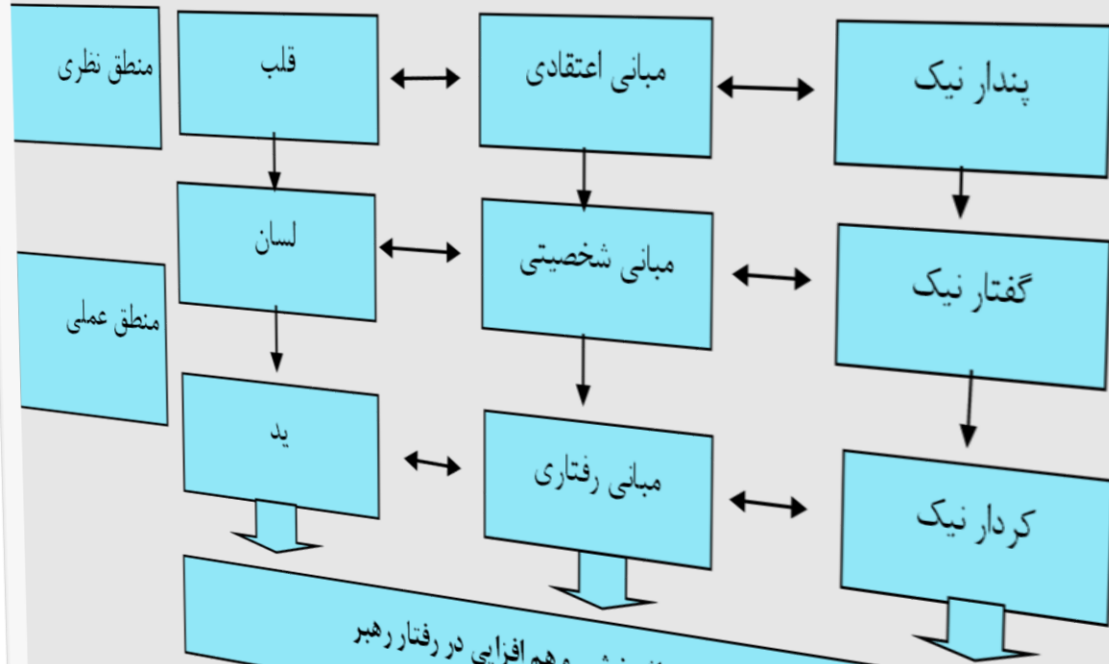 پندار نیک
مبانی اعتقادی
قلب
منطق نظری
گفتار نیک
مبانی شخصیتی
لسان
منطق عملی
کردار نیک
مبانی رفتاری
ید
هم افزایی در رفتار رهبر